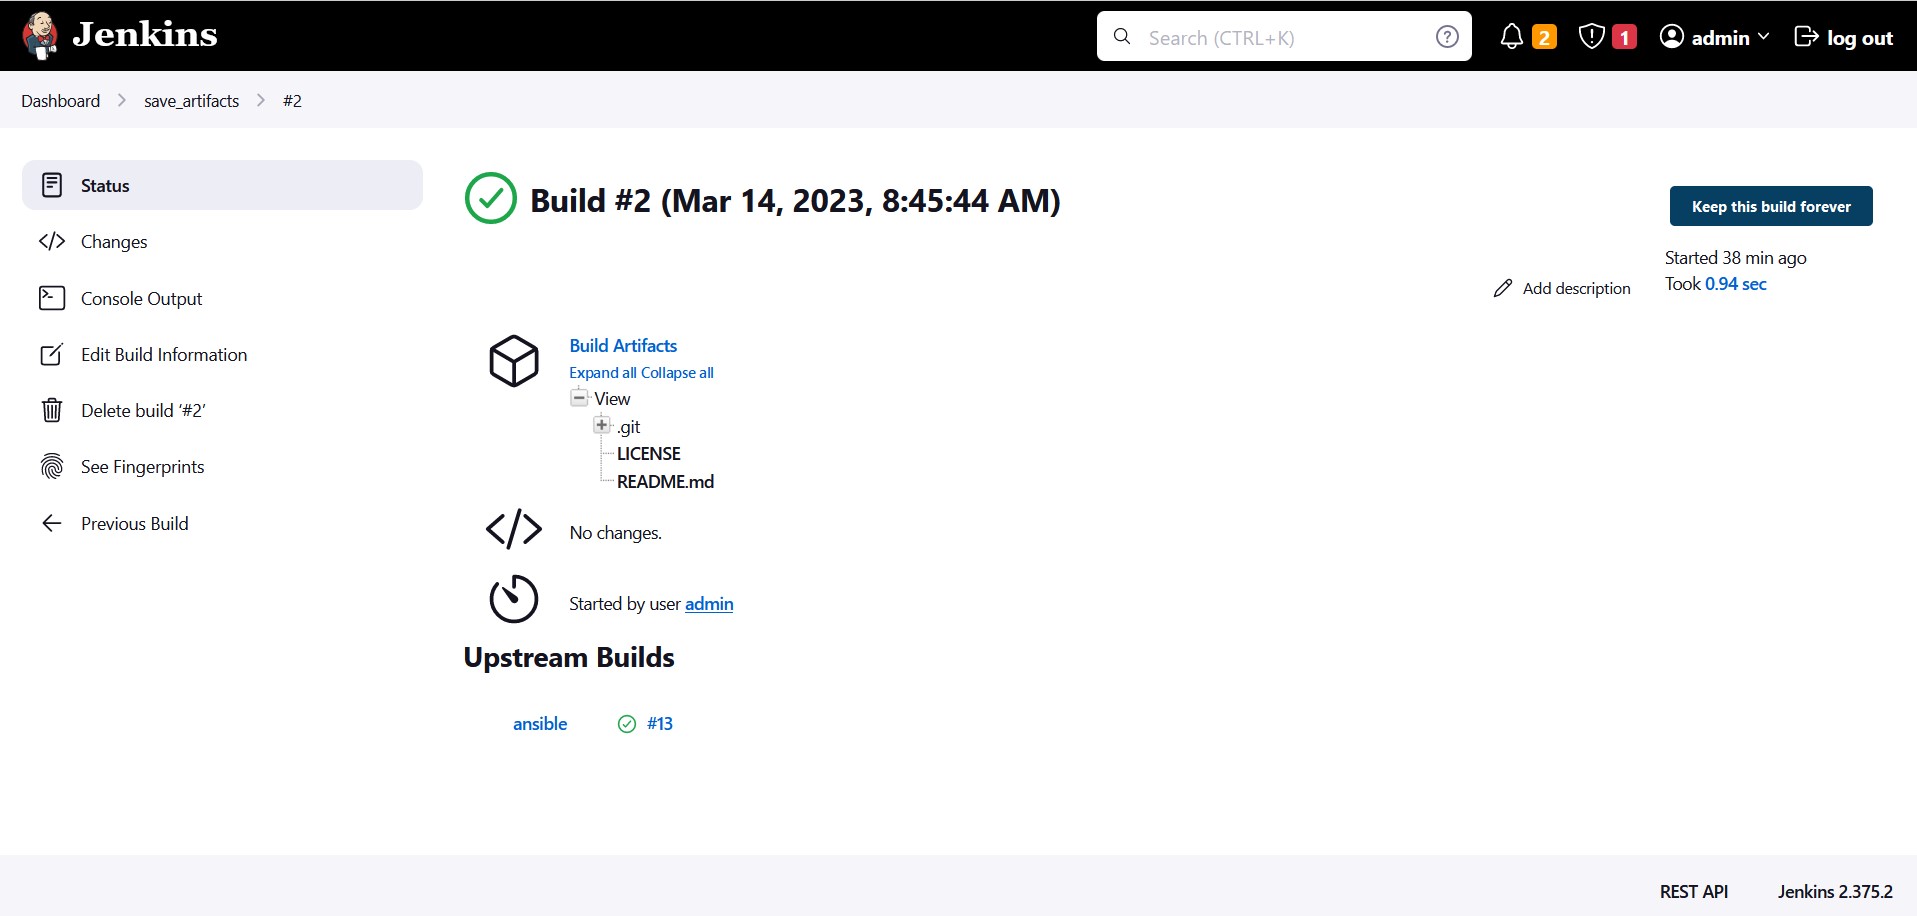 Jenkins
Search (CTRL+K)
2
1
admin
log out
Dashboard
save_artifacts
#2
Status
Changes
Console Output
Edit Build Information
Delete build ‘#2’
See Fingerprints
Previous Build
Build #2 (Mar 14, 2023, 8:45:44 AM)
Keep this build forever
Started 38 min ago
Took 0.94 sec
Add description
Build Artifacts
Expand all Collapse all
View
.git
LICENSE
README.md
No changes.
Started by user admin
Upstream Builds
ansible
#13
REST API
Jenkins 2.375.2